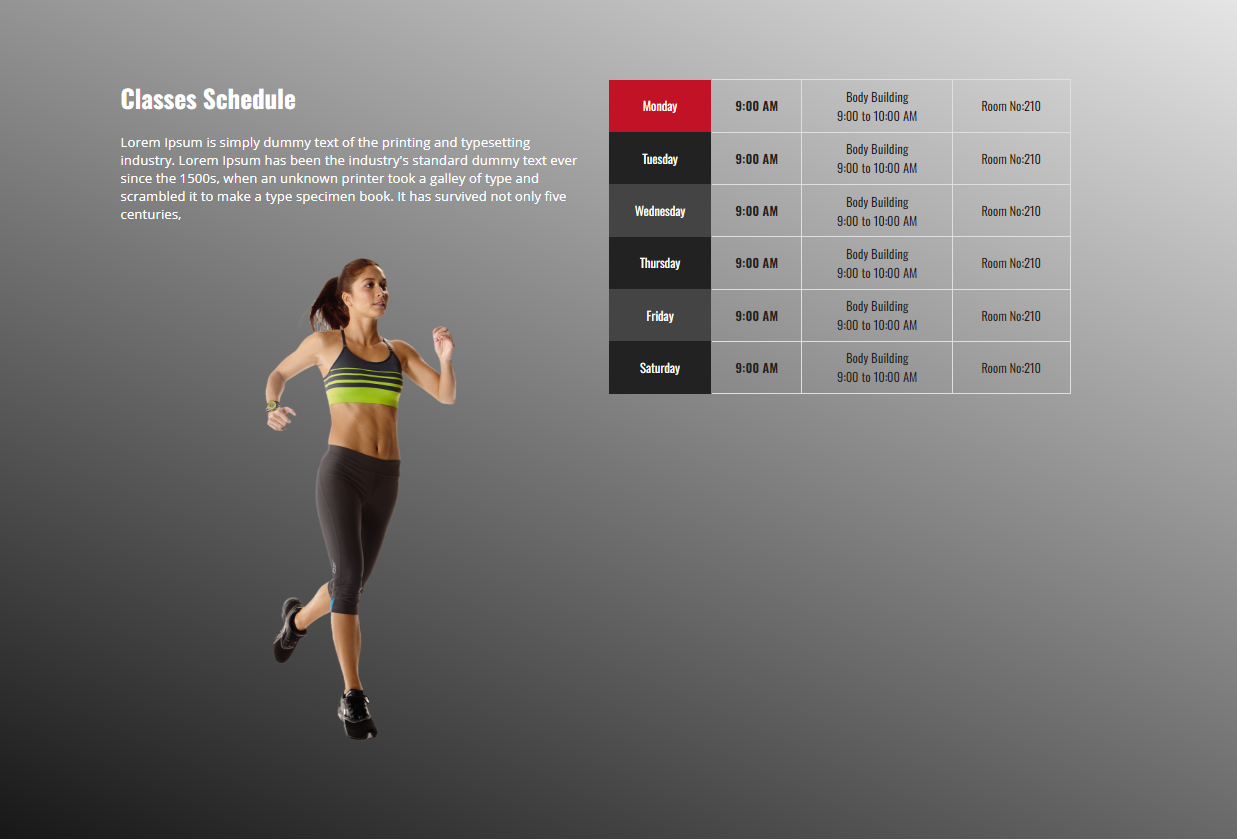 Classes Schedule
Lorem Ipsum is simply dummy text of the printing and typesetting
industry. Lorem Ipsum has been the industry's standard dummy text ever
since the 1500s, when an unknown printer took a galley of type and
scrambled it to make a type specimen book. It has survived not only five
centuries,
Monday 9:00 AM Body Building Room No:210
9:00 to 10:00 AM
Tuesday 9:00 AM Body Building Room No:210
9:00 to 10:00 AM
Wednesday 9:00 AM Body Building Room No:210
9:00 to 10:00 AM
Thursday 9:00 AM Body Building Room No:210
9:00 to 10:00 AM
Friday 9:00 AM Body Building Room No:210
9:00 to 10:00 AM
Saturday 9:00 AM Body Building Room No:210
9:00 to 10:00 AM